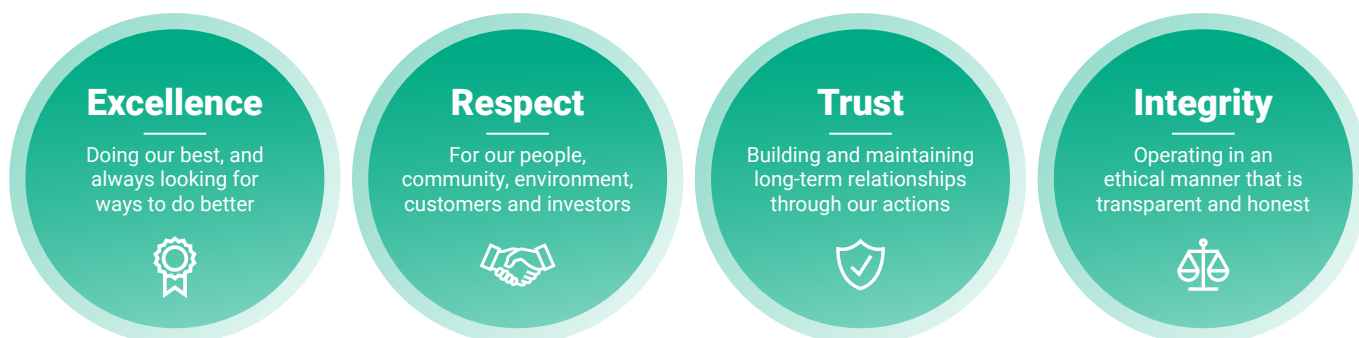 Excellence
Doing our best, and
always looking for
ways to do better
Respect
For our people,
community, environment,
customers and investors
Trust
Building and maintaining
long-term relationships
through our actions
Integrity
Operating in an
ethical manner that is
transparent and honest